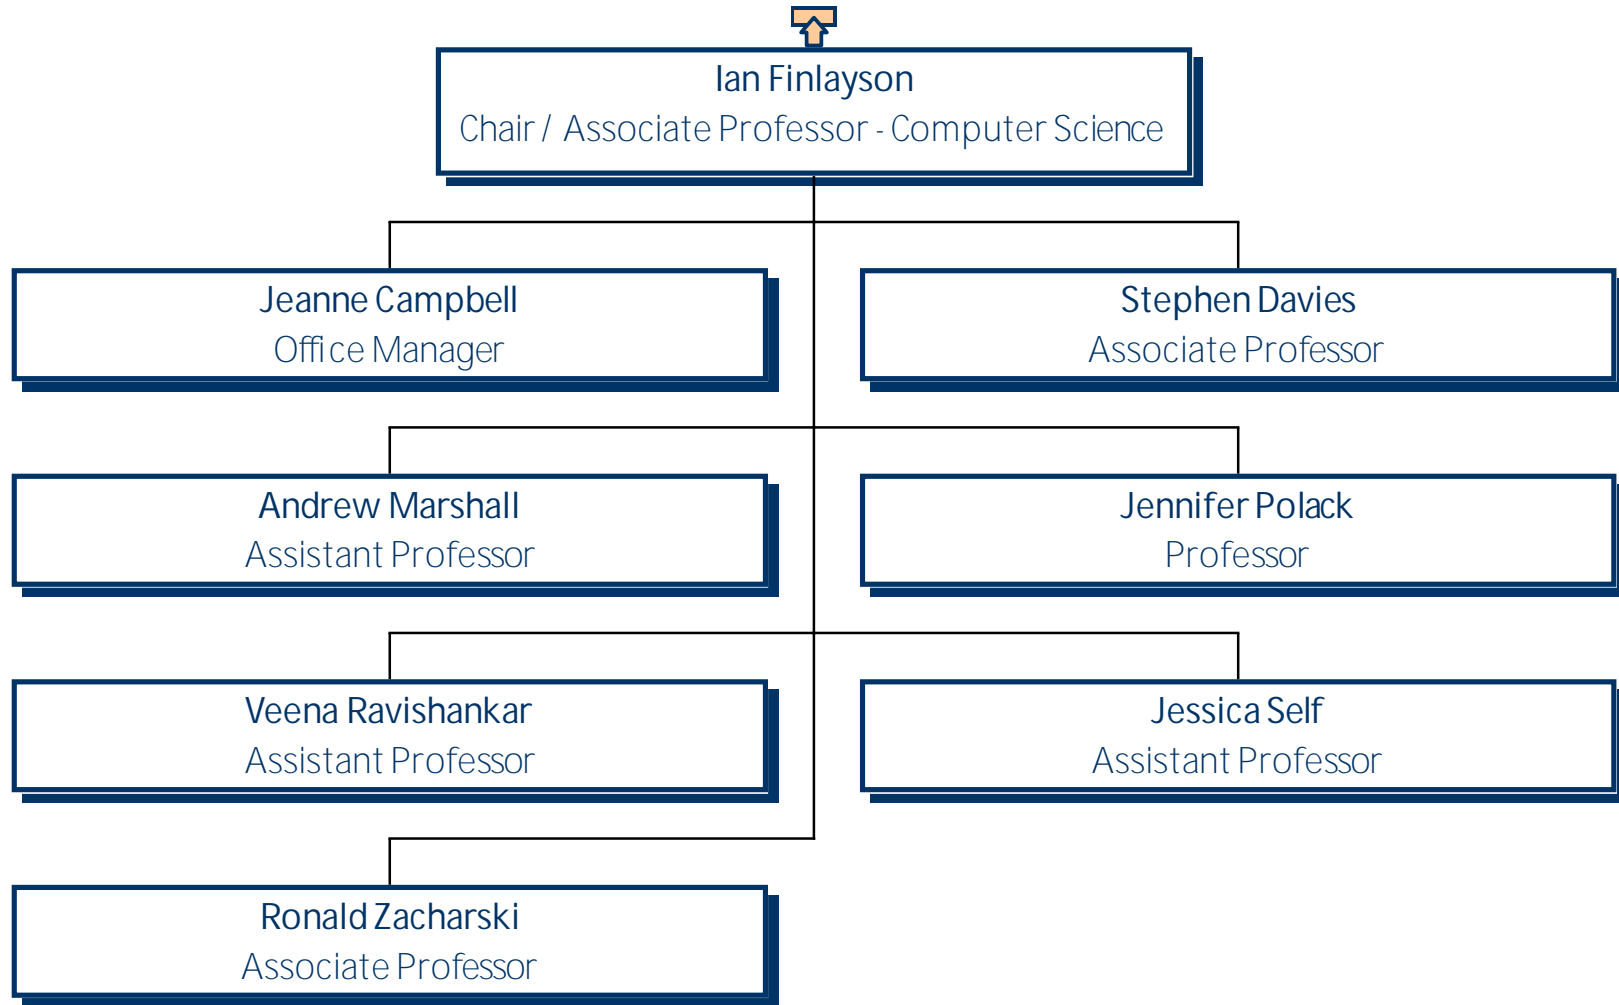 Ian Finlayson
Chair / Associate Professor - Computer Science
Jeanne Campbell
Office Manager
Stephen Davies
Associate Professor
Andrew Marshall
Assistant Professor
Jennifer Polack
Professor
Veena Ravishankar
Assistant Professor
Jessica Self
Assistant Professor
Ronald Zacharski
Associate Professor